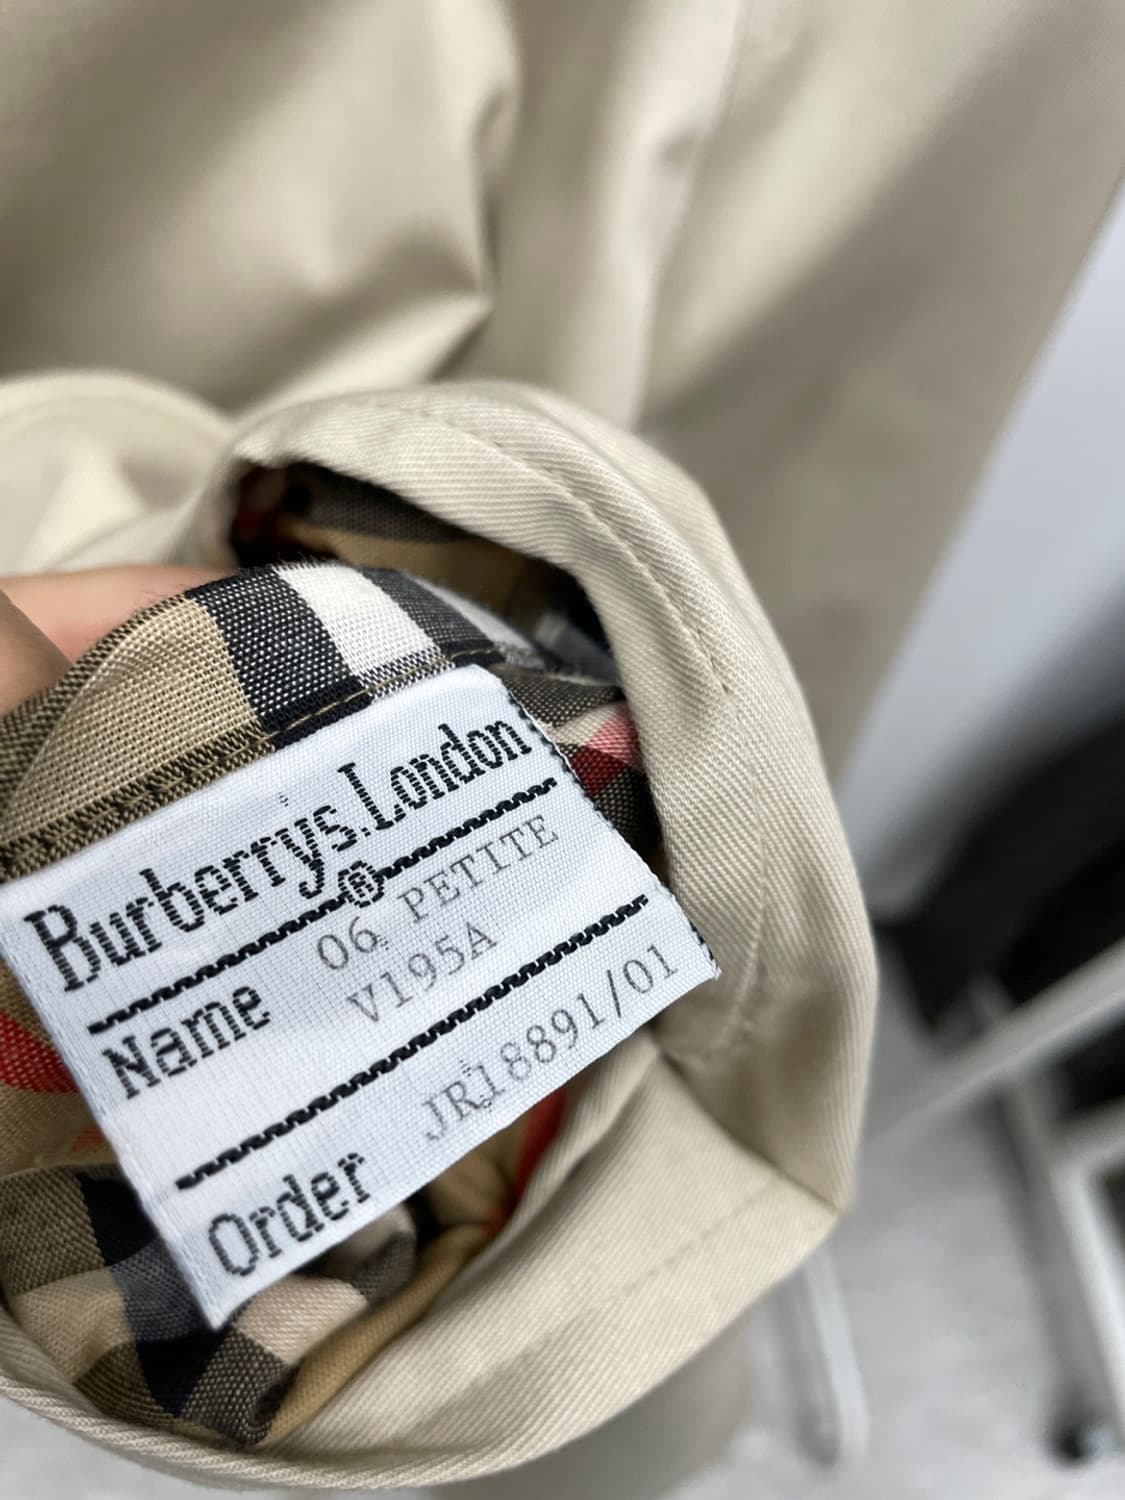 Burberrys.London
®
06 PETITE
Name V195A
JR18891/01
Order